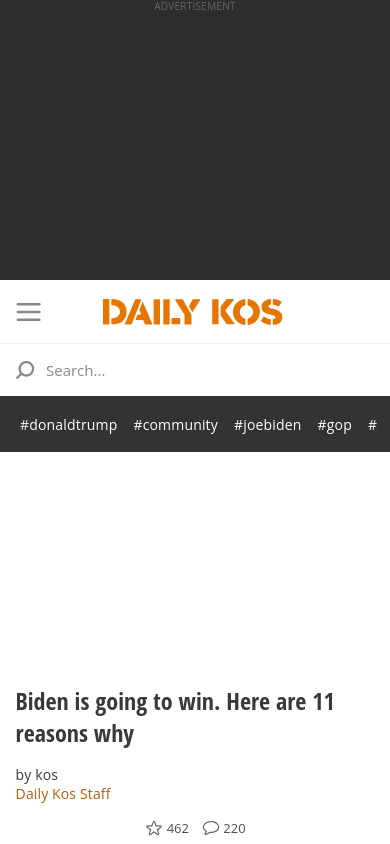 ADVERTISEMENT
DAILY KOS
Search...
#donaldtrump #community #joebiden #gop #
Biden is going to win. Here are 11
reasons why
by kos
Daily Kos Staff
462 220